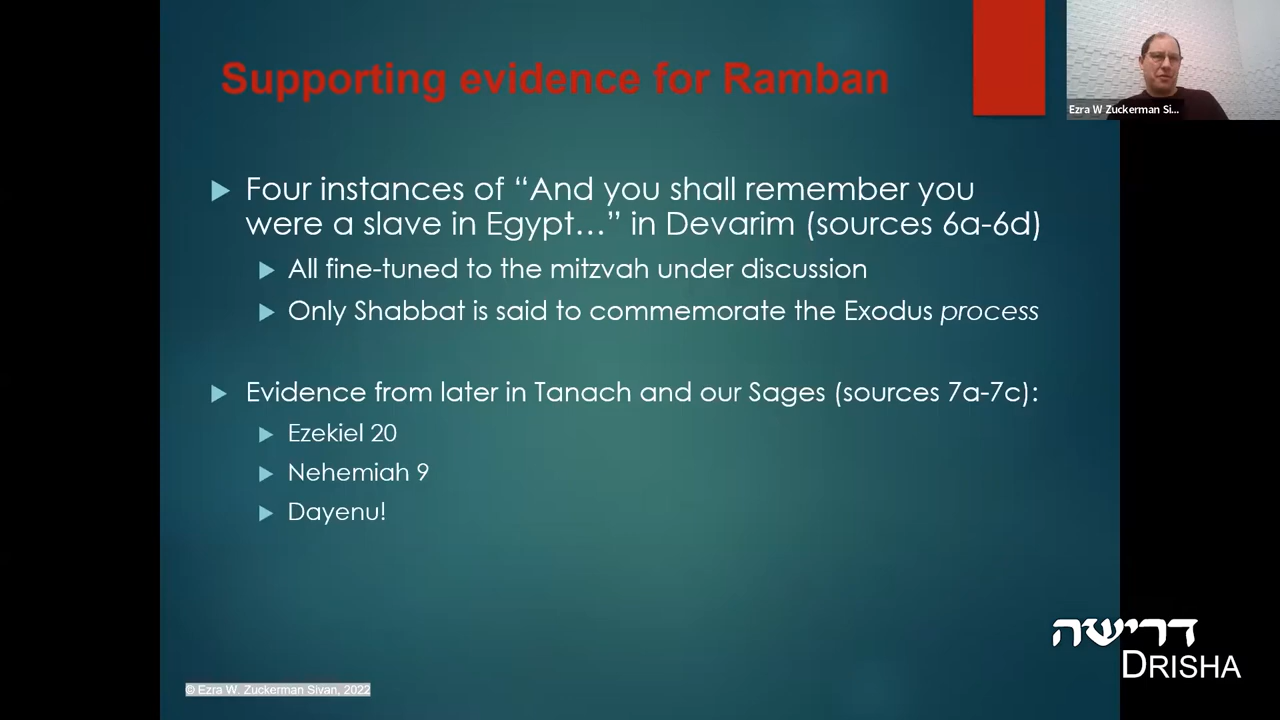 Supporting evidence for Ramban
Ezra W Zuckerman Si...
Four instances of “And you shall remember you
were a slave in Egypt…” in Devarim (sources 6a-6d)
All fine-tuned to the mitzvah under discussion
Only Shabbat is said to commemorate the Exodus process
Evidence from later in Tanach and our Sages (sources 7a-7c):
Ezekiel 20
Nehemiah 9
Dayenu!
דרישה
DRISHA
© Ezra W. Zuckerman Sivan, 2022